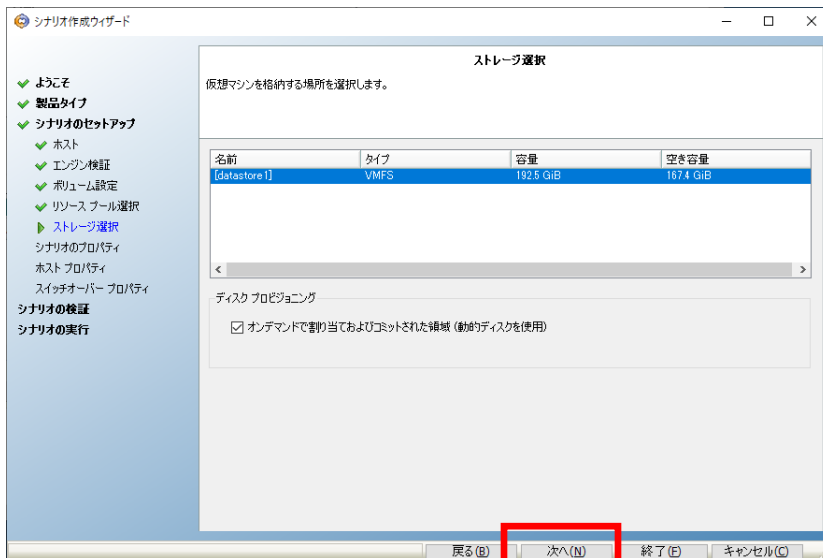 シナリオ作成ウィザード
ストレージ選択
仮想マシンを格納する場所を選択します。
ようこそ
製品タイプ
シナリオのセットアップ
ホスト
エンジン検証
ボリューム設定
リソース プール選択
ストレージ選択
シナリオのプロパティ
ホスト プロパティ
スイッチオーバー プロパティ
シナリオの検証
シナリオの実行
名前 タイプ 容量 空き容量
[datastore1] VMFS 192.5 GiB 167.4 GiB
ディスク プロビジョニング
オンデマンドで割り当ておよびコミットされた領域 (動的ディスクを使用)
戻る(B) 次へ(N) 終了(F) キャンセル(C)